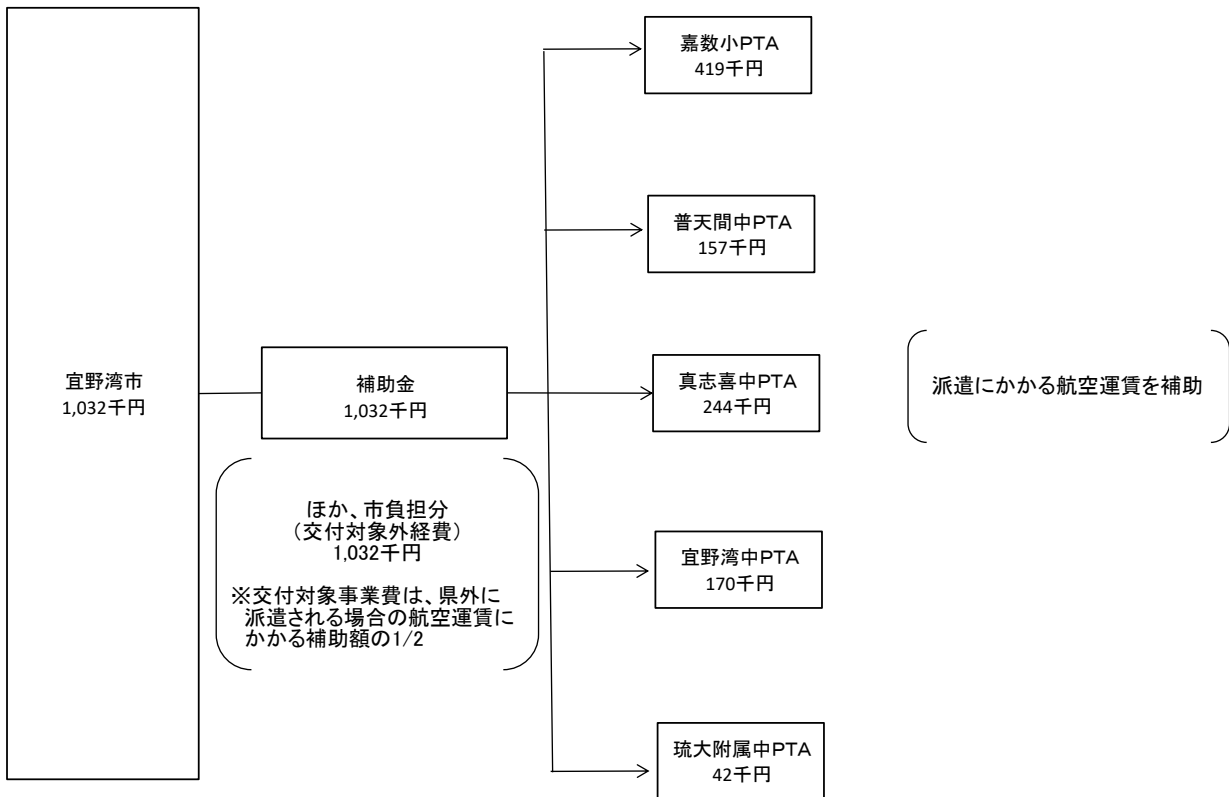 宜野湾市
1,032千円
補助金
1,032千円
ほか、市負担分
（交付対象外経費）
1,032千円
※交付対象事業費は、県外に
派遣される場合の航空運賃に
かかる補助額の1/2
嘉数小PTA
419千円
普天間中PTA
157千円
真志喜中PTA
244千円
宜野湾中PTA
170千円
琉大附属中PTA
42千円
派遣にかかる航空運賃を補助